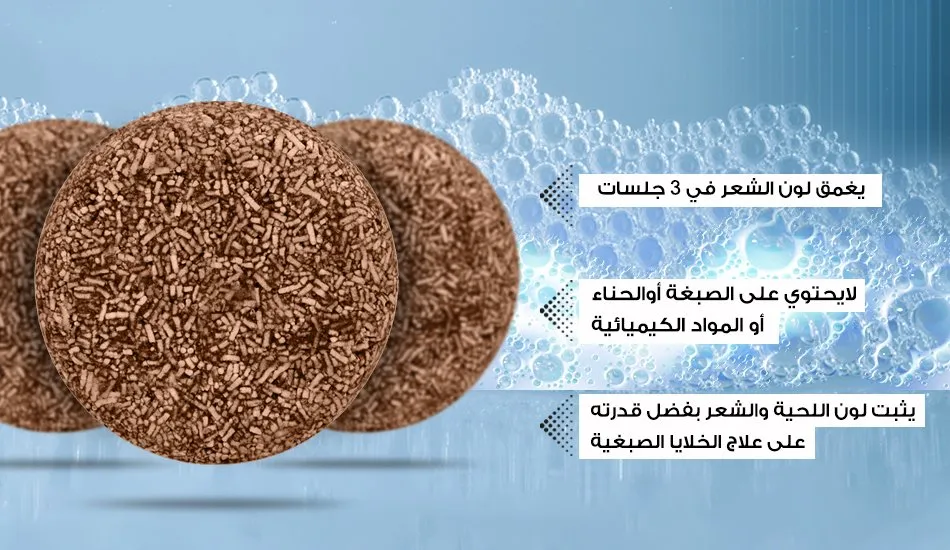 يغمق لون الشعر في 3 جلسات
لايحتوي على الصبغة أوالحناء
أو المواد الكيميائية
يثبت لون اللحية والشعر بفضل قدرته
على علاج الخلايا الصبغية